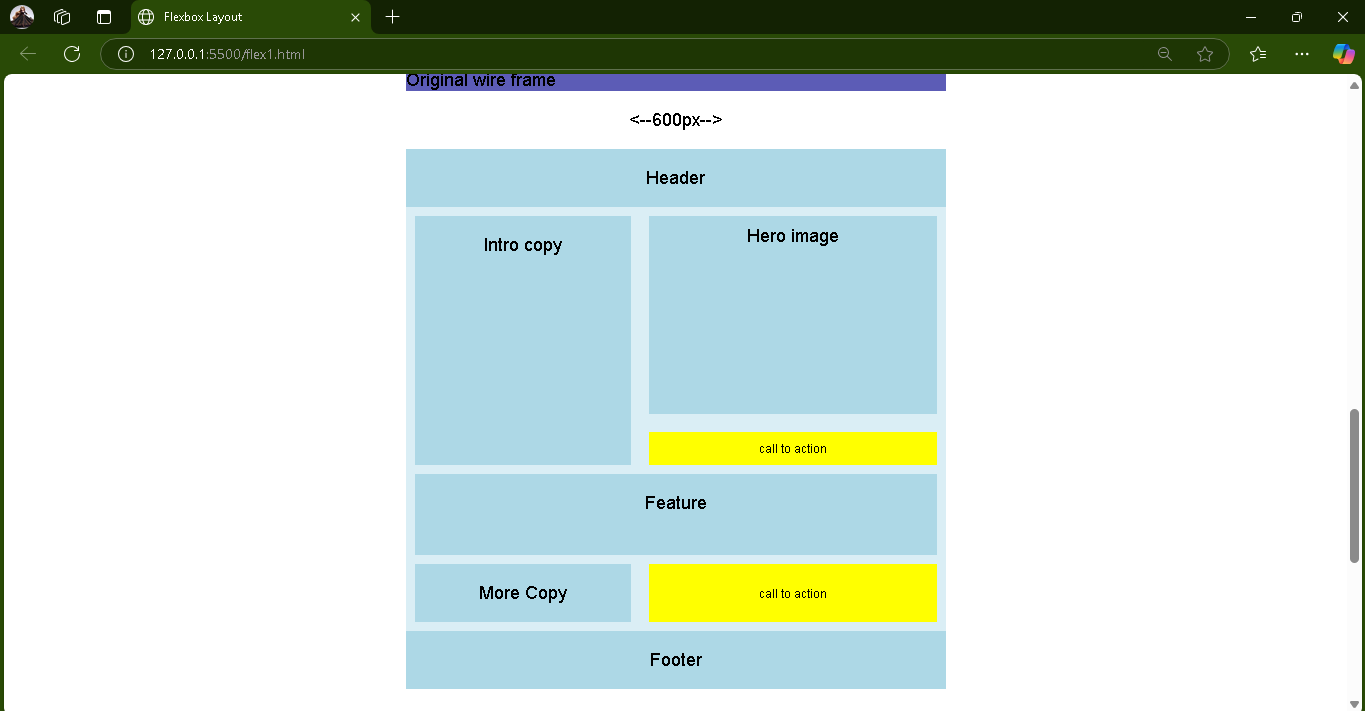 Flexbox Layout
127.0.0.1:5500/flex1.html
Original wire frame
<--600px-->
Header
Intro copy
Hero image
call to action
Feature
More Copy
call to action
Footer